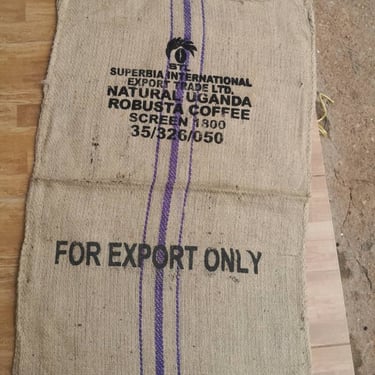 STL
SUPERBIA INTERNATIONAL
EXPORT TRADE LTD.
NATURAL UGANDA
ROBUSTA COFFEE
SCREEN 1800
35/326/050
FOR EXPORT ONLY